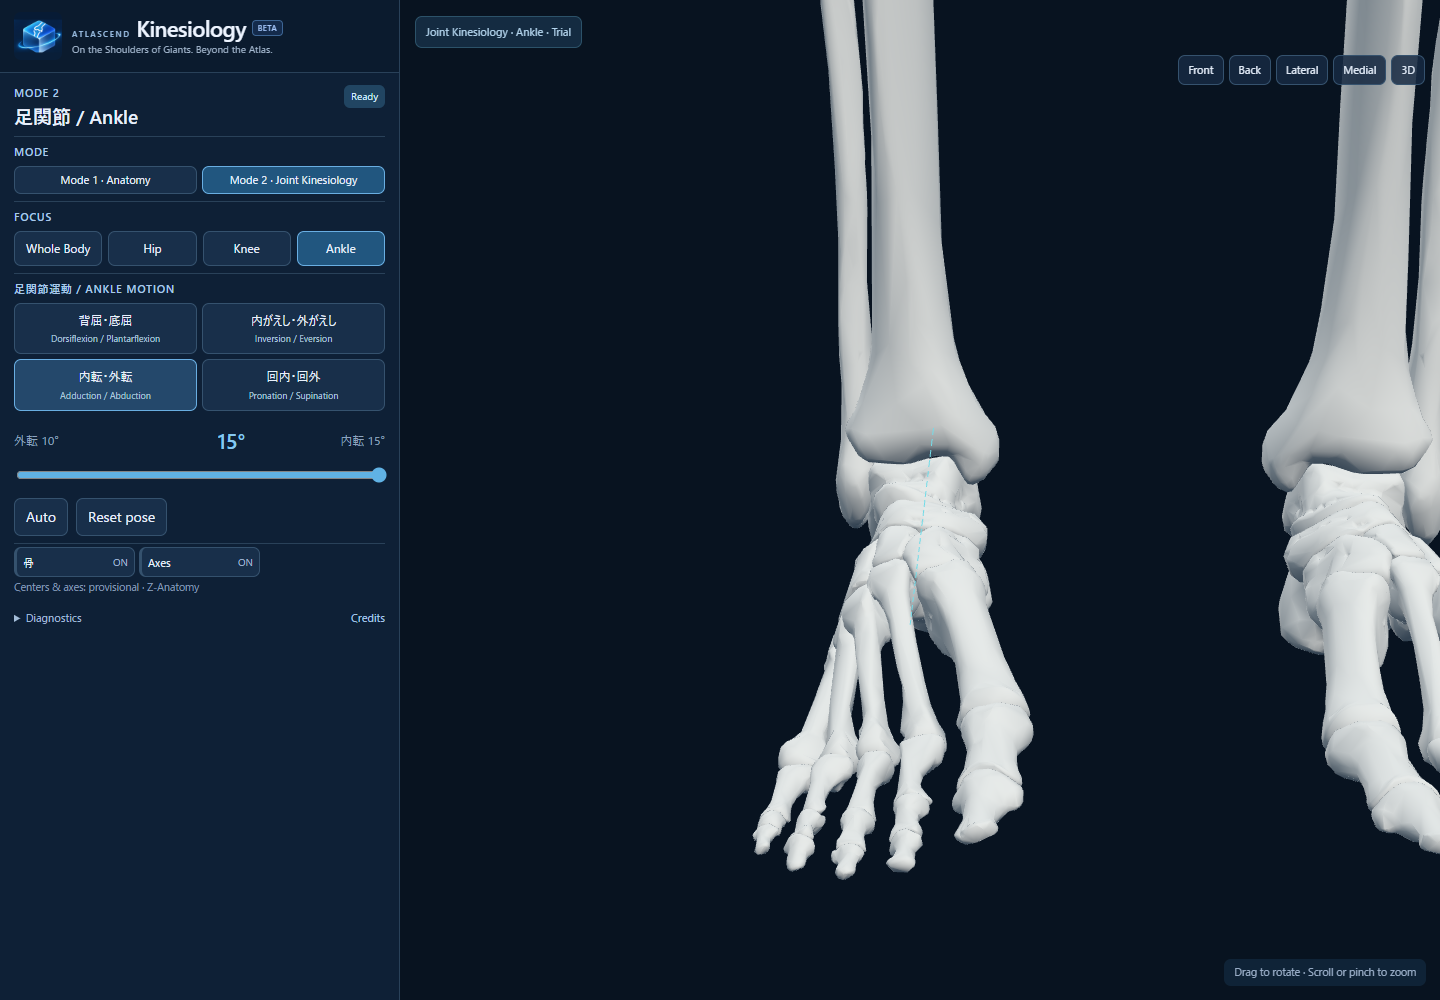 ATLASCEND Kinesiology BETA
On the Shoulders of Giants. Beyond the Atlas.
MODE 2
Ready
足関節 / Ankle
MODE
Mode 1 · Anatomy
Mode 2 · Joint Kinesiology
FOCUS
Whole Body
Hip
Knee
Ankle
足関節運動 / ANKLE MOTION
背屈・底屈
Dorsiflexion / Plantarflexion
内がえし・外がえし
Inversion / Eversion
内転・外転
Adduction / Abduction
回内・回外
Pronation / Supination
外転 10°
15°
内転 15°
Auto
Reset pose
骨 ON
Axes ON
Centers & axes: provisional · Z-Anatomy
▶ Diagnostics
Credits
Joint Kinesiology · Ankle · Trial
Front
Back
Lateral
Medial
3D
Drag to rotate · Scroll or pinch to zoom